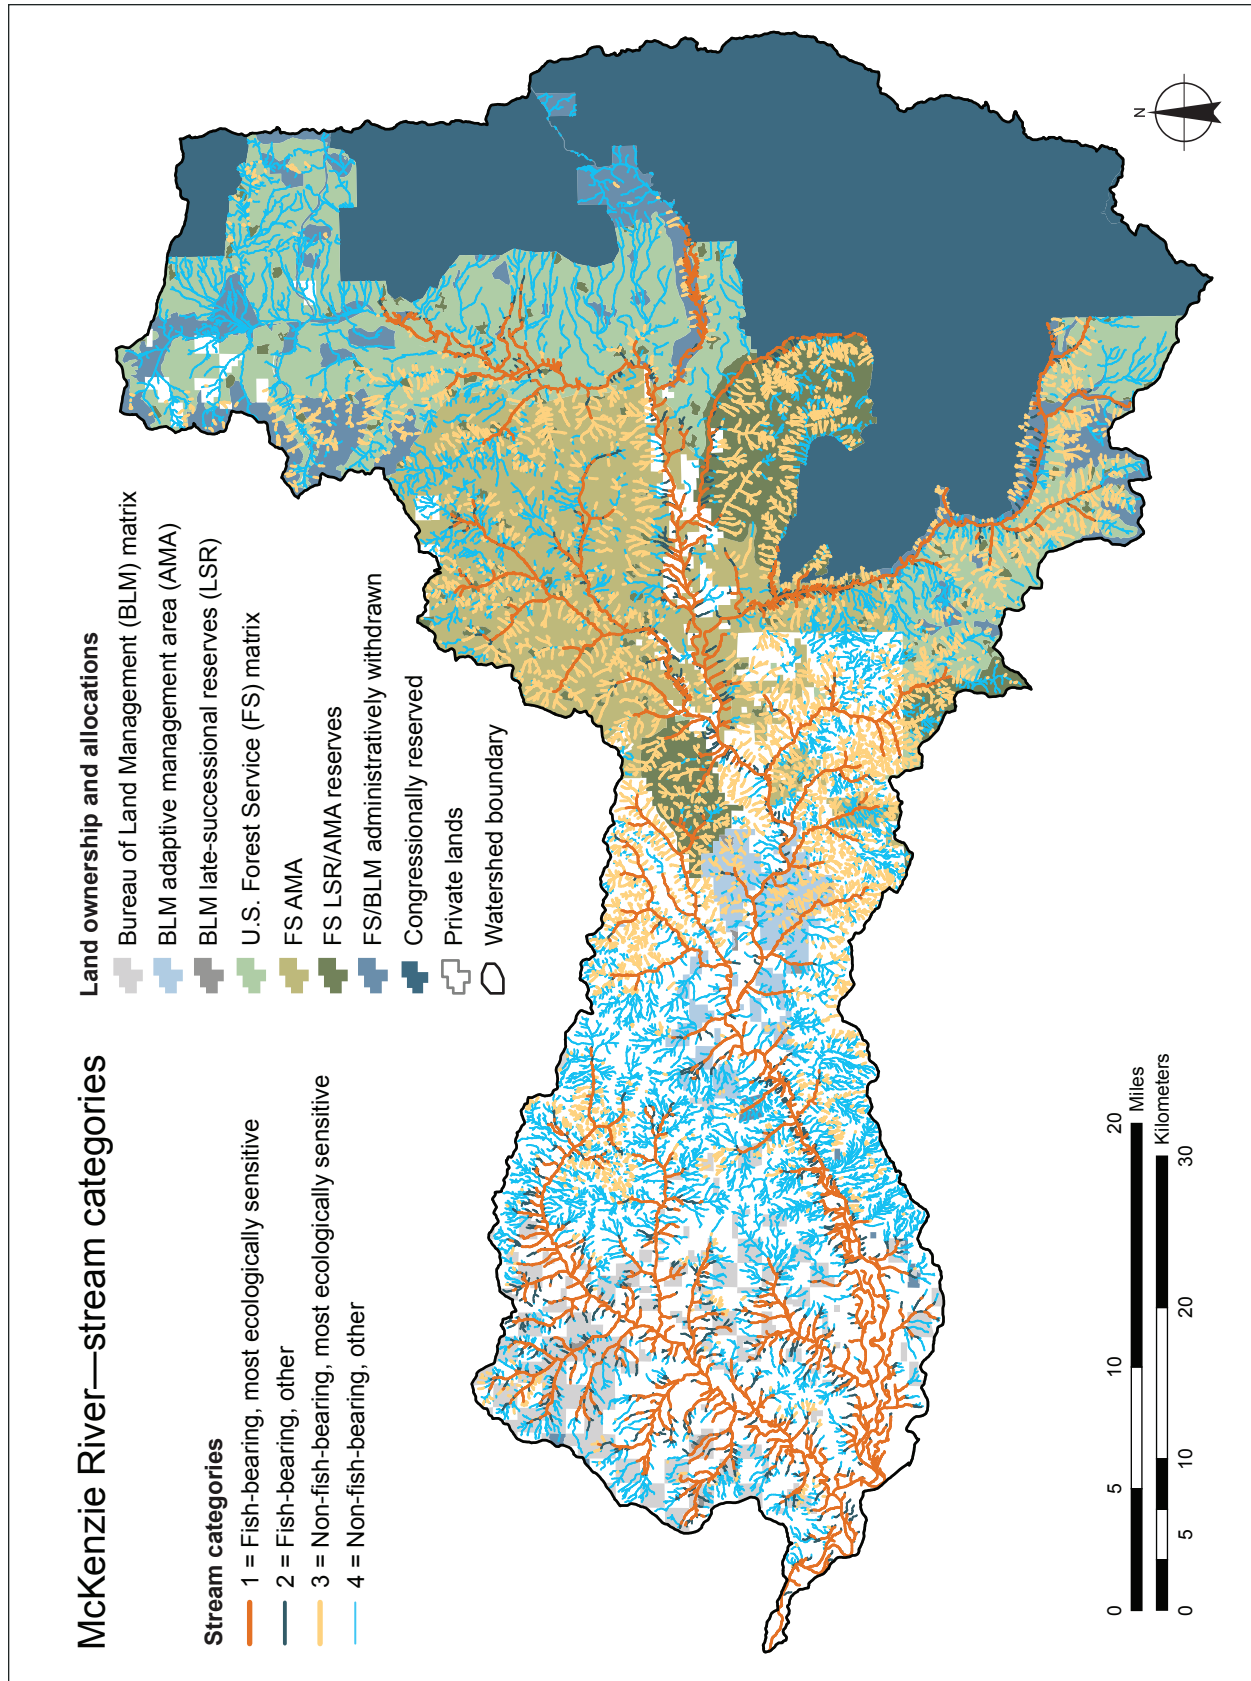 McKenzie River—stream categories
Stream categories
1 = Fish-bearing, most ecologically sensitive
2 = Fish-bearing, other
3 = Non-fish-bearing, most ecologically sensitive
4 = Non-fish-bearing, other
Land ownership and allocations
Bureau of Land Management (BLM) matrix
BLM adaptive management area (AMA)
BLM late-successional reserves (LSR)
U.S. Forest Service (FS) matrix
FS AMA
FS LSR/AMA reserves
FS/BLM administratively withdrawn
Congressionally reserved
Private lands
Watershed boundary
N
0 5 10 20
Miles
Kilometers
0 5 10 20 30